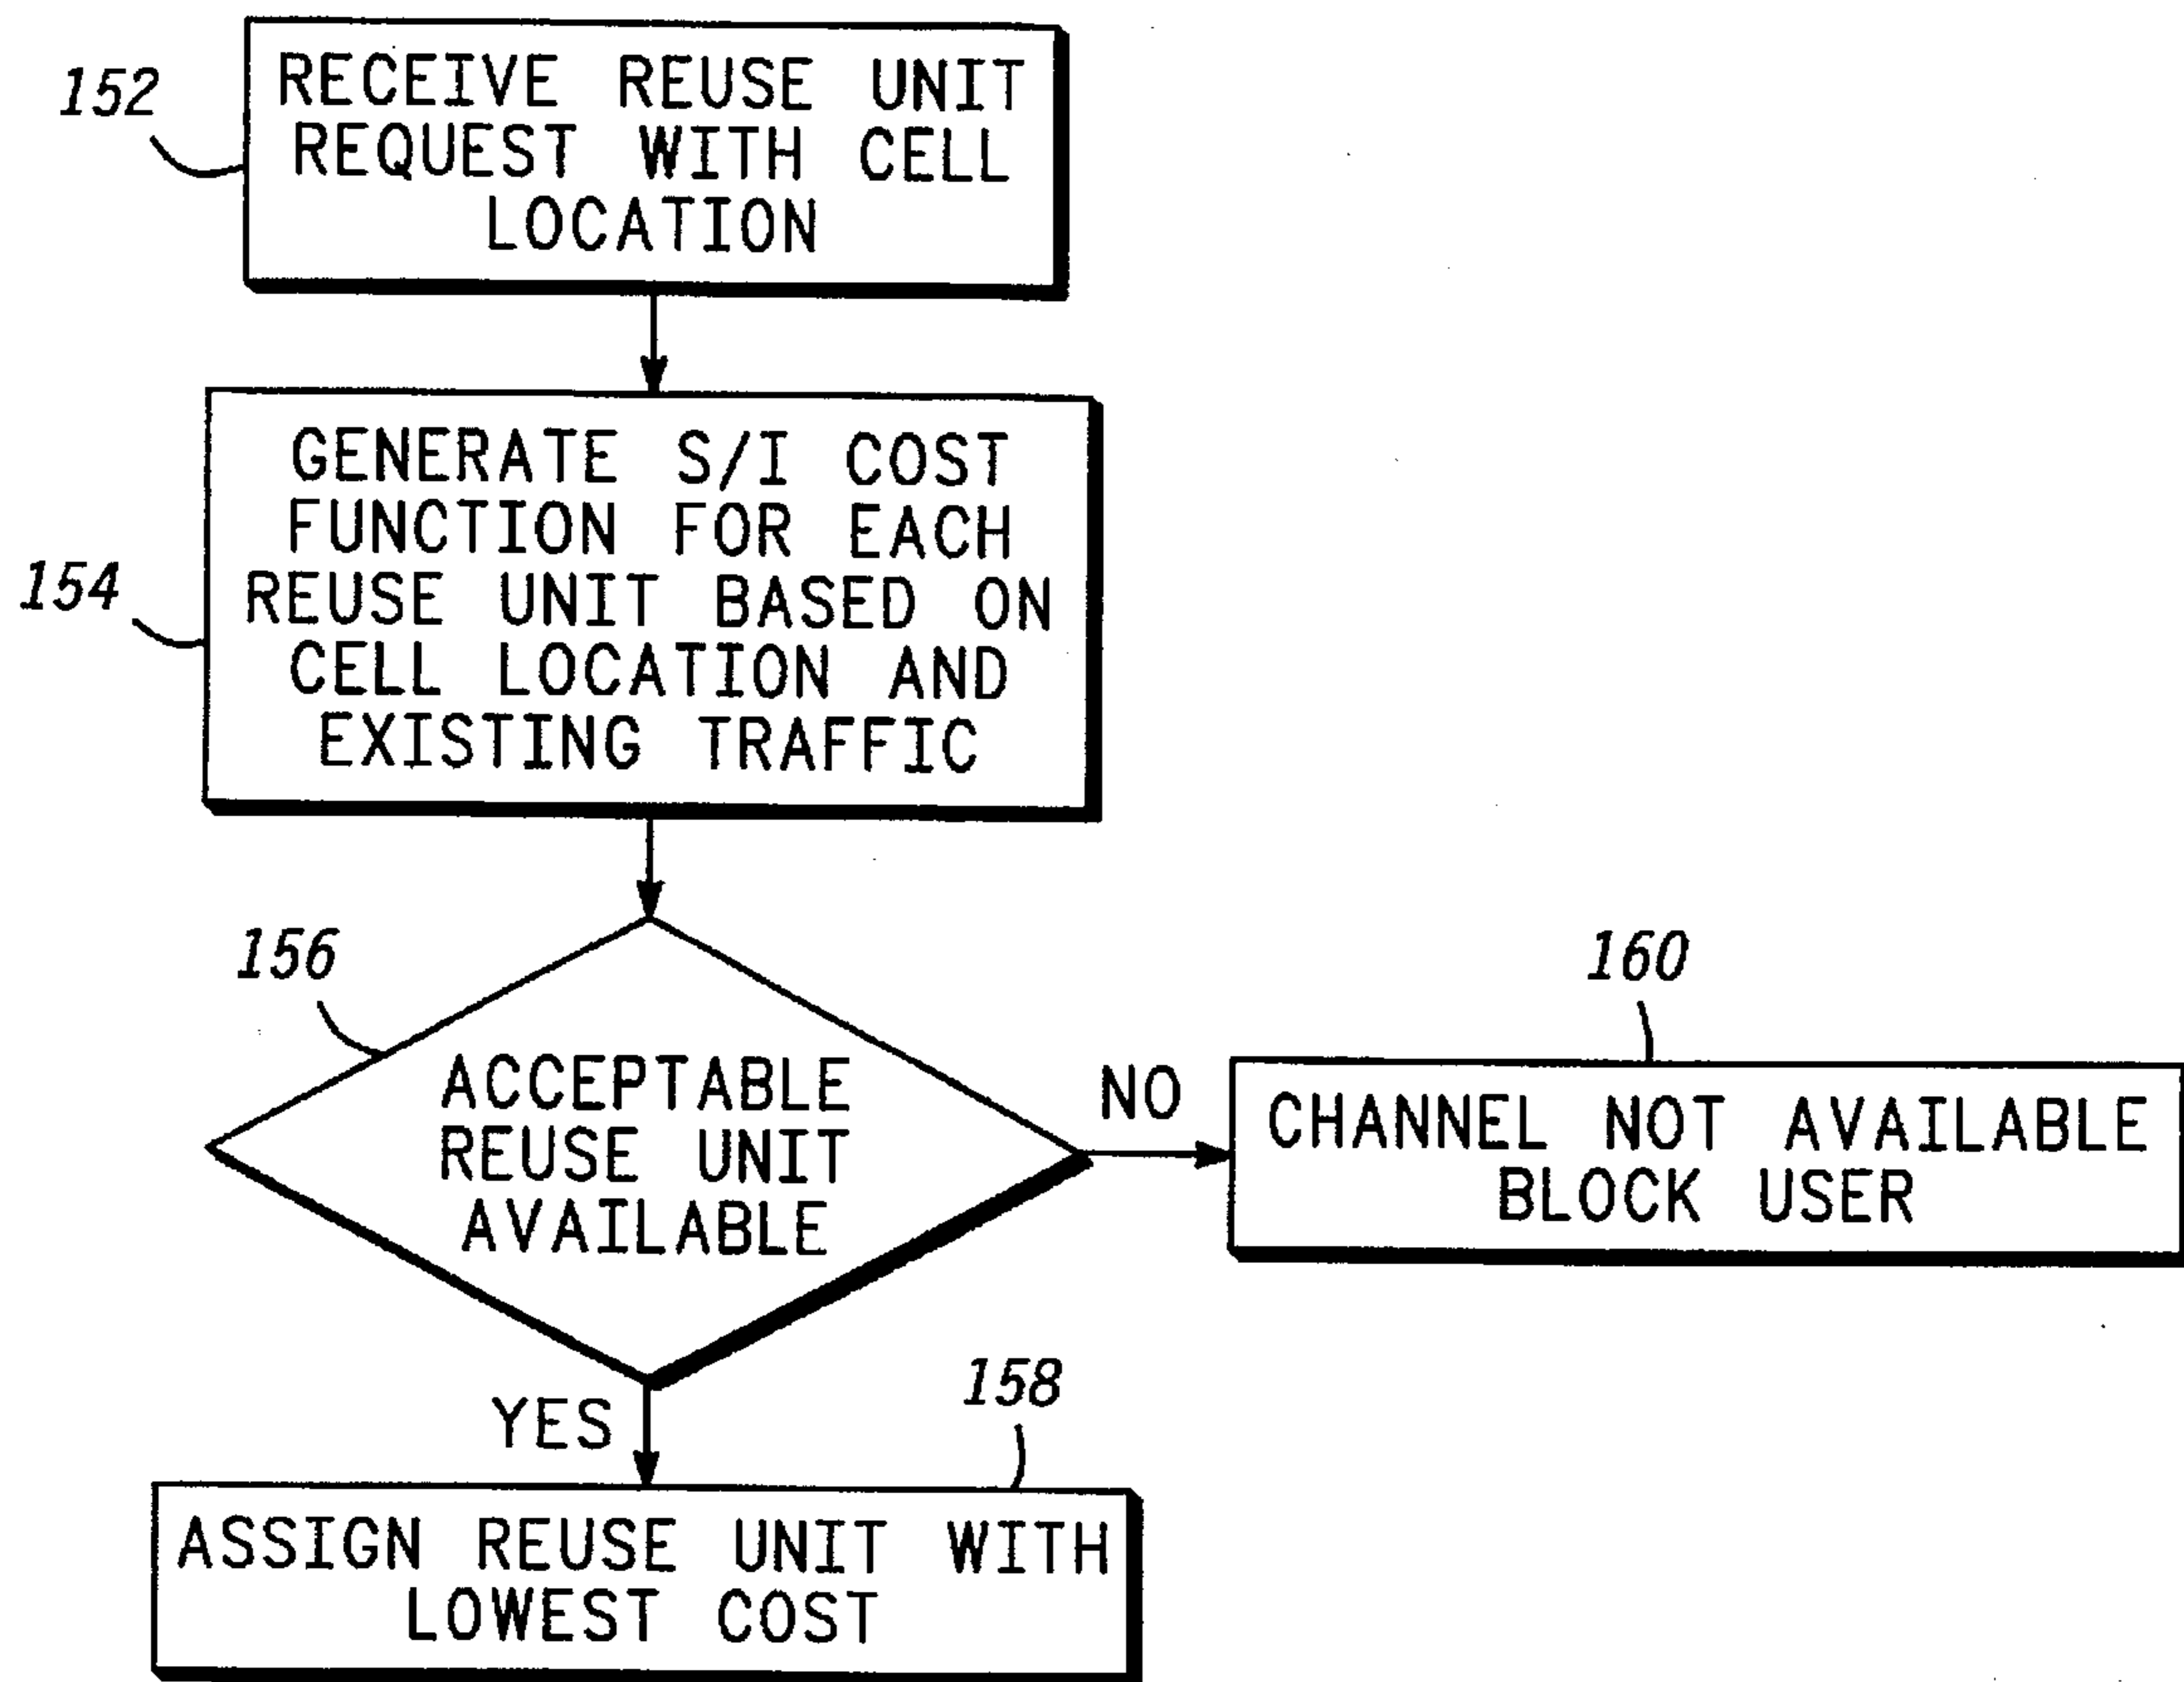 152
RECEIVE REUSE UNIT
REQUEST WITH CELL
LOCATION
154
GENERATE S/I COST
FUNCTION FOR EACH
REUSE UNIT BASED ON
CELL LOCATION AND
EXISTING TRAFFIC
156
ACCEPTABLE
REUSE UNIT
AVAILABLE
NO
160
CHANNEL NOT AVAILABLE
BLOCK USER
YES
158
ASSIGN REUSE UNIT WITH
LOWEST COST